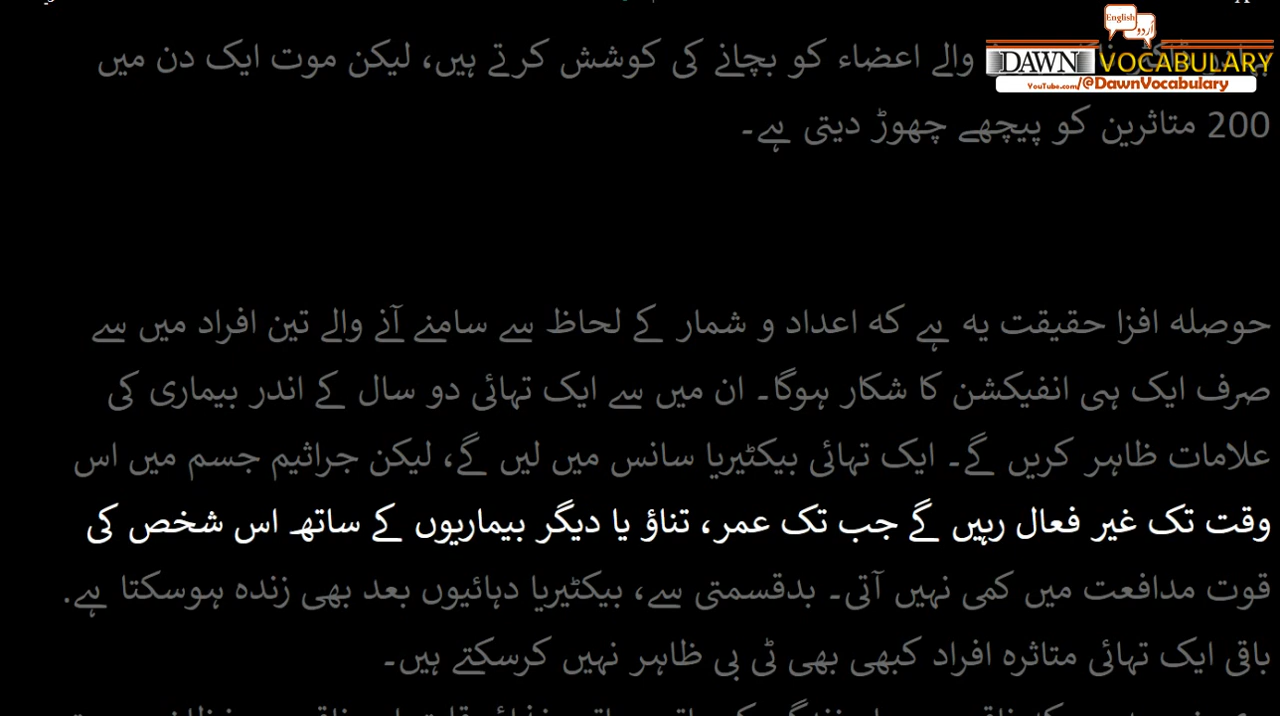 والے اعضاء کو بچانے کی کوشش کرتے ہیں، لیکن موت ایک دن میں
200 متاثرین کو پیچھے چھوڑ دیتی ہے۔
English اُردُو
DAWN VOCABULARY
YouTube.com/@DawnVocabulary
حوصلہ افزا حقیقت یہ ہے کہ اعداد و شمار کے لحاظ سے سامنے آنے والے تین افراد میں سے
صرف ایک ہی انفیکشن کا شکار ہوگا۔ ان میں سے ایک تہائی دو سال کے اندر بیماری کی
علامات ظاہر کریں گے۔ ایک تہائی بیکٹیریا سانس میں لیں گے، لیکن جراثیم جسم میں اس
وقت تک غیر فعال رہیں گے جب تک عمر، تناؤ یا دیگر بیماریوں کے ساتھ اس شخص کی
قوت مدافعت میں کمی نہیں آتی۔ بدقسمتی سے، بیکٹیریا دہائیوں بعد بھی زندہ ہوسکتا ہے.
باقی ایک تہائی متاثرہ افراد کبھی بھی ٹی بی ظاہر نہیں کرسکتے ہیں۔